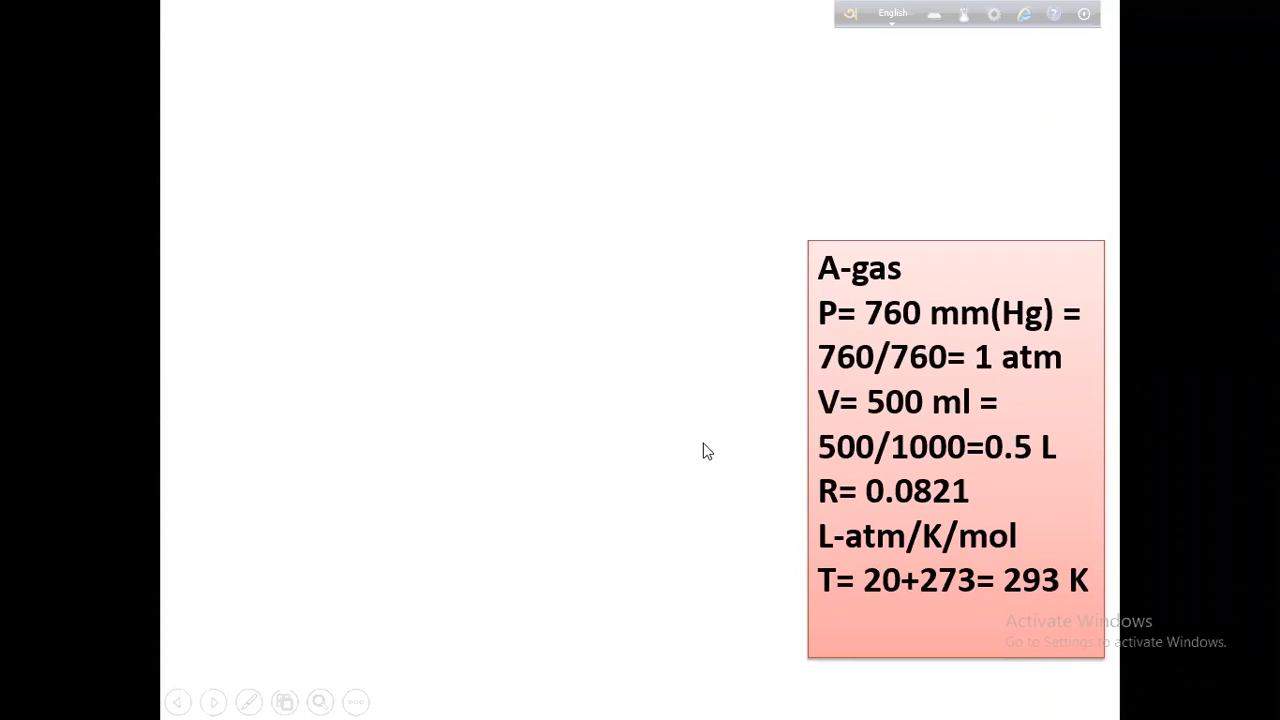 অ English
A-gas
P= 760 mm(Hg) =
760/760= 1 atm
V= 500 ml =
500/1000=0.5 L
R= 0.0821
L-atm/K/mol
T= 20+273= 293 K
Activate Windows
Go to Settings to activate Windows.